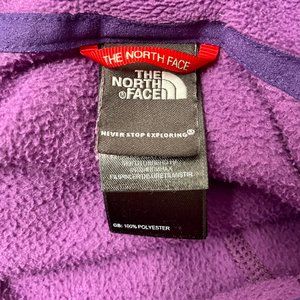 THE NORTH FACE
THE
NORTH
FACE
NEVER STOP EXPLORING
GB: 100% POLYESTER